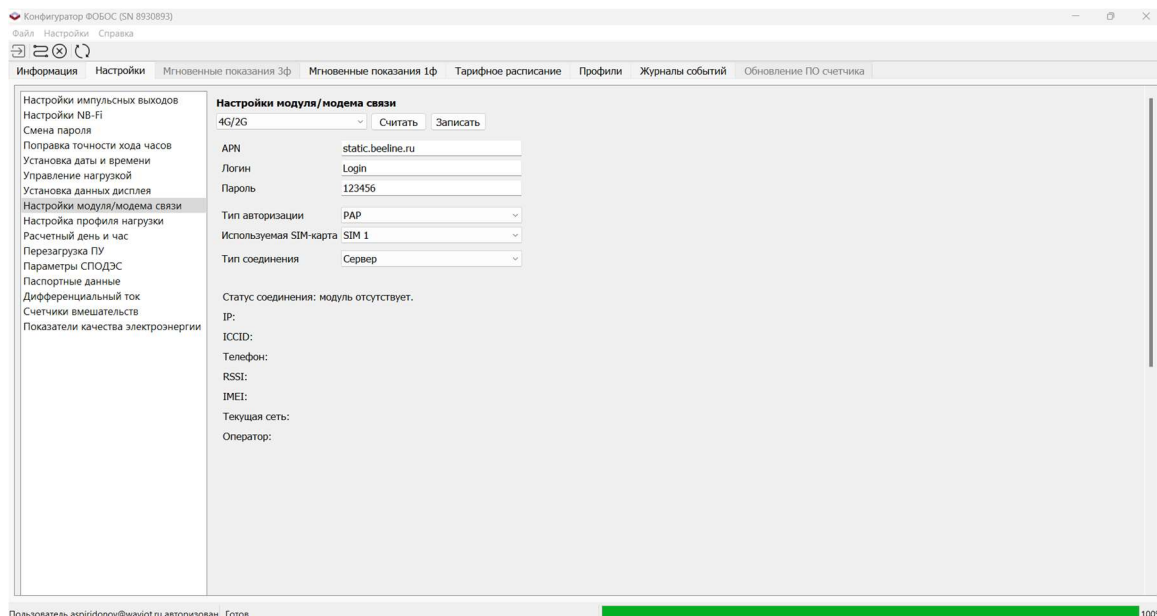 Конфигуратор ФОБОС (SN 8930893)
Файл Настройки Справка
Информация Настройки Мгновенные показания 3ф Мгновенные показания 1ф Тарифное расписание Профили Журналы событий Обновление ПО счетчика
Настройки импульсных выходов
Настройки NB-Fi
Смена пароля
Поправка точности хода часов
Установка даты и времени
Управление нагрузкой
Установка данных дисплея
Настройки модуля/модема связи
Настройка профиля нагрузки
Расчетный день и час
Перезагрузка ПУ
Параметры СПОДЭС
Паспортные данные
Дифференциальный ток
Счетчики вмешательств
Показатели качества электроэнергии
Настройки модуля/модема связи
4G/2G Считать Записать
APN static.beeline.ru
Логин Login
Пароль 123456
Тип авторизации PAP
Используемая SIM-карта SIM 1
Тип соединения Сервер
Статус соединения: модуль отсутствует.
IP:
ICCID:
Телефон:
RSSI:
IMEI:
Текущая сеть:
Оператор:
Пользователь aspiridonov@waviot.ru авторизован Готов 100%